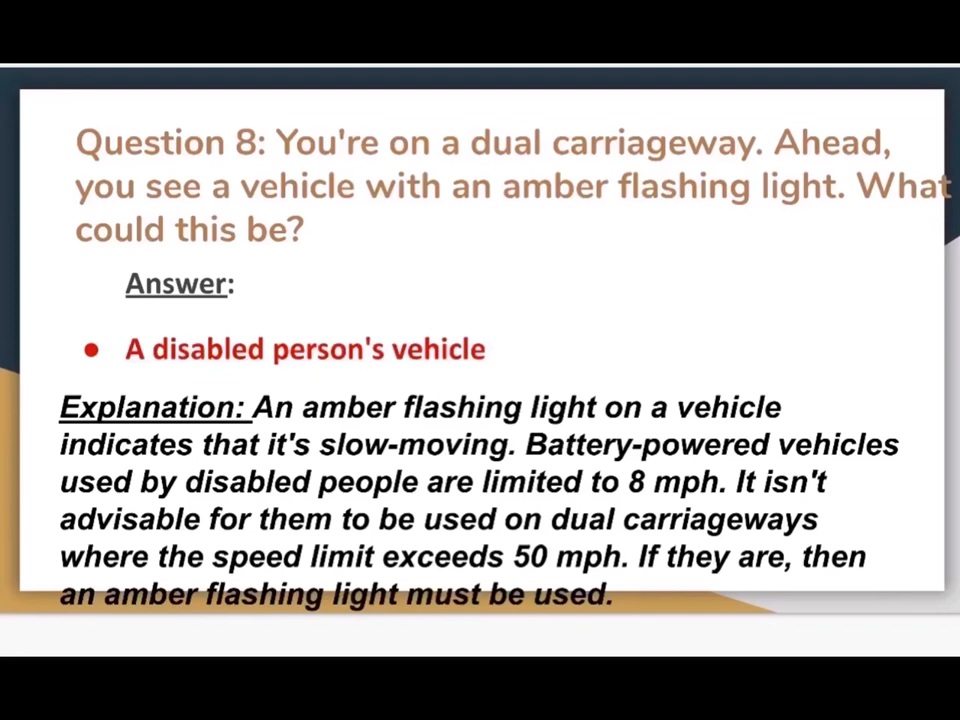 Question 8: You're on a dual carriageway. Ahead,
you see a vehicle with an amber flashing light. What
could this be?
Answer:
● A disabled person's vehicle
Explanation: An amber flashing light on a vehicle
indicates that it's slow-moving. Battery-powered vehicles
used by disabled people are limited to 8 mph. It isn't
advisable for them to be used on dual carriageways
where the speed limit exceeds 50 mph. If they are, then
an amber flashing light must be used.